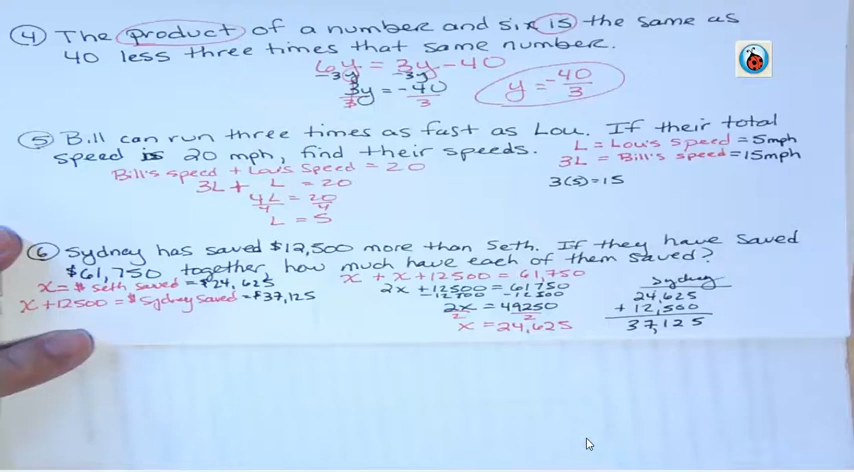 ④ The product of a number and six is the same as
40 less three times that same number.
6y = 3y - 40
-3y -3y
3y = -40
3 3
y = -40/3
⑤ Bill can run three times as fast as Lou. If their total
speed is 20 mph, find their speeds.
L = Lou's speed = 5mph
3L = Bill's speed = 15mph
3(5) = 15
Bill's speed + Lou's speed = 20
3L + L = 20
4L = 20
4 4
L = 5
⑥ Sydney has saved $12,500 more than Seth. If they have saved
$61,750 together, how much have each of them saved?
x = $ Seth saved = $24,625
x + 12500 = $ Sydney saved = $37,125
x + x + 12500 = 61,750
2x + 12500 = 61750
-12500 -12500
2x = 49250
2 2
x = 24,625
Sydney
24,625
+ 12,500
37,125